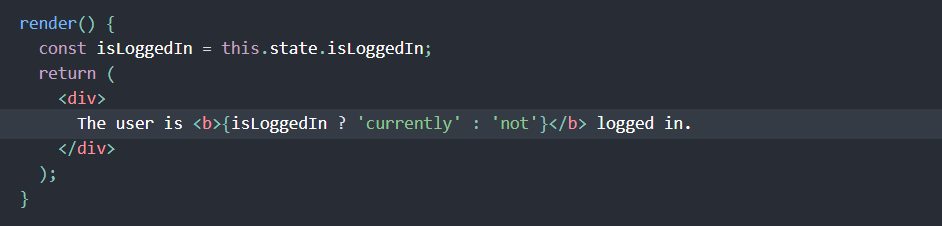 render() {
  const isLoggedIn = this.state.isLoggedIn;
  return (
    <div>
      The user is <b>{isLoggedIn ? 'currently' : 'not'}</b> logged in.
    </div>
  );
}